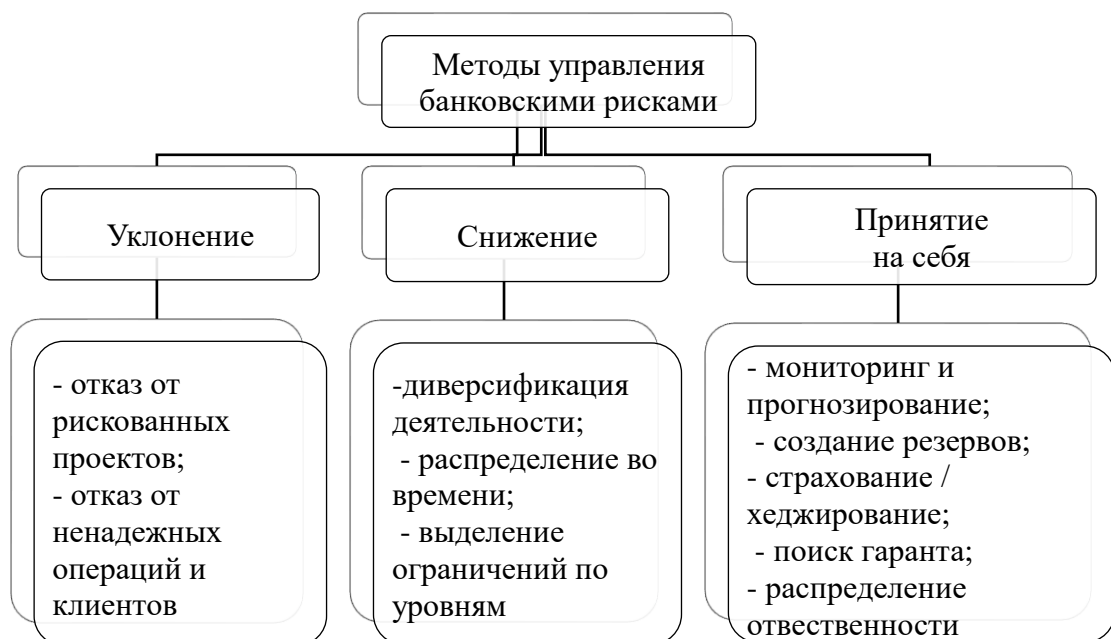 Методы управления
банковскими рисками
Уклонение
Снижение
Принятие
на себя
- отказ от
рискованных
проектов;
- отказ от
ненадежных
операций и
клиентов
-диверсификация
деятельности;
- распределение во
времени;
- выделение
ограничений по
уровням
- мониторинг и
прогнозирование;
- создание резервов;
- страхование /
хеджирование;
- поиск гаранта;
- распределение
отвественности